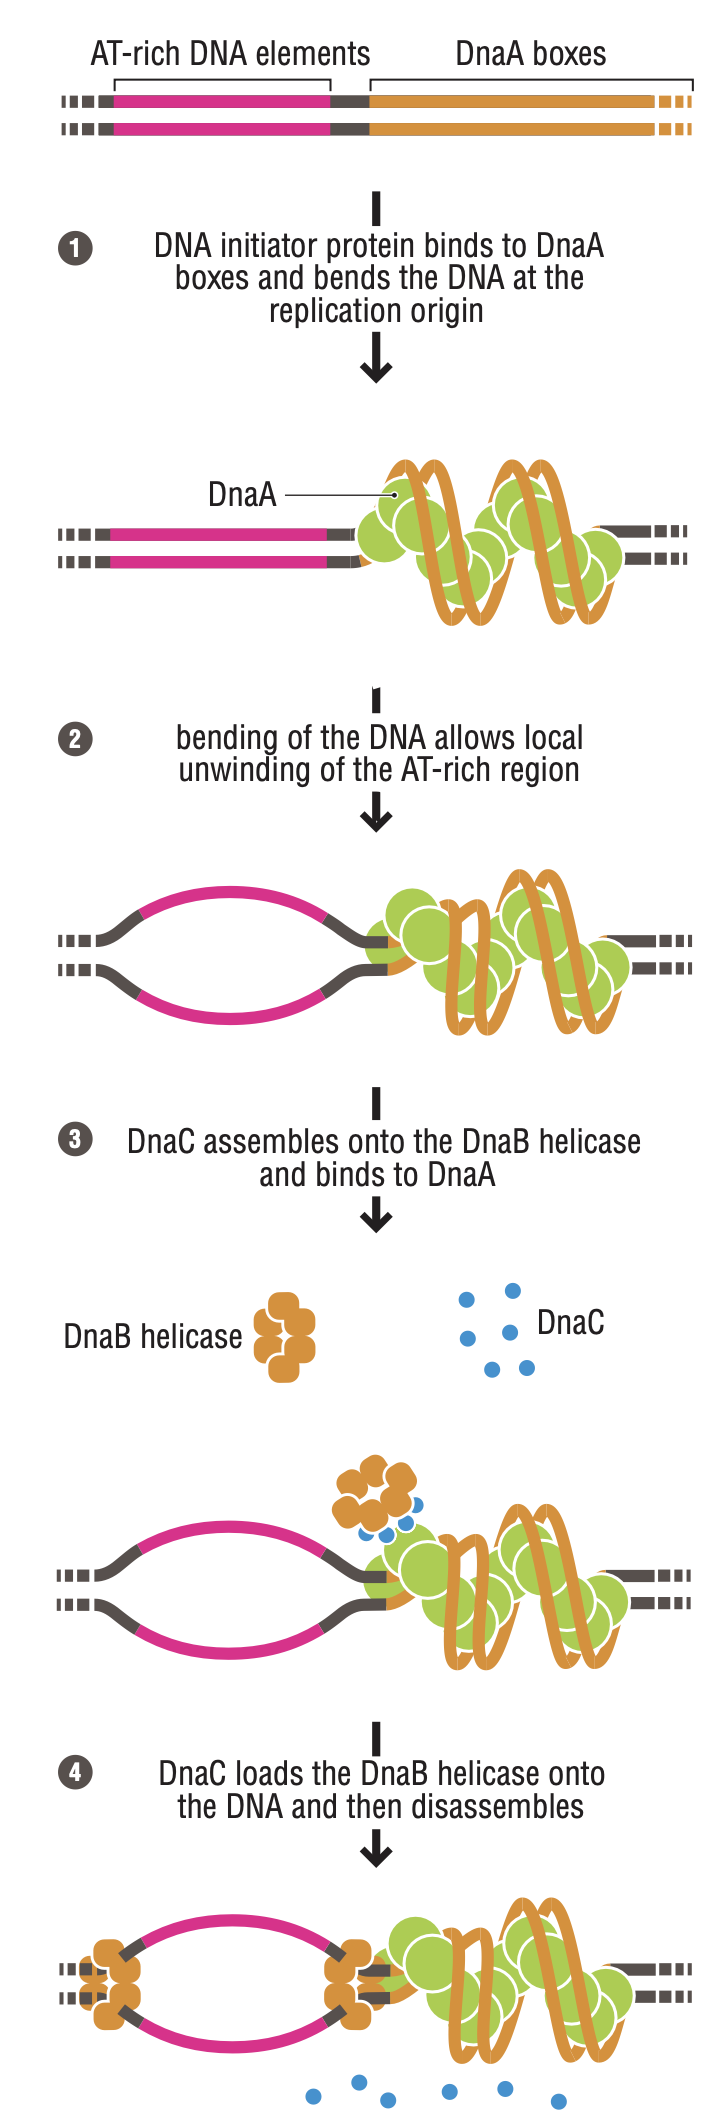 AT-rich DNA elements DnaA boxes
1 DNA initiator protein binds to DnaA
boxes and bends the DNA at the
replication origin
DnaA
2 bending of the DNA allows local
unwinding of the AT-rich region
3 DnaC assembles onto the DnaB helicase
and binds to DnaA
DnaB helicase DnaC
4 DnaC loads the DnaB helicase onto
the DNA and then disassembles